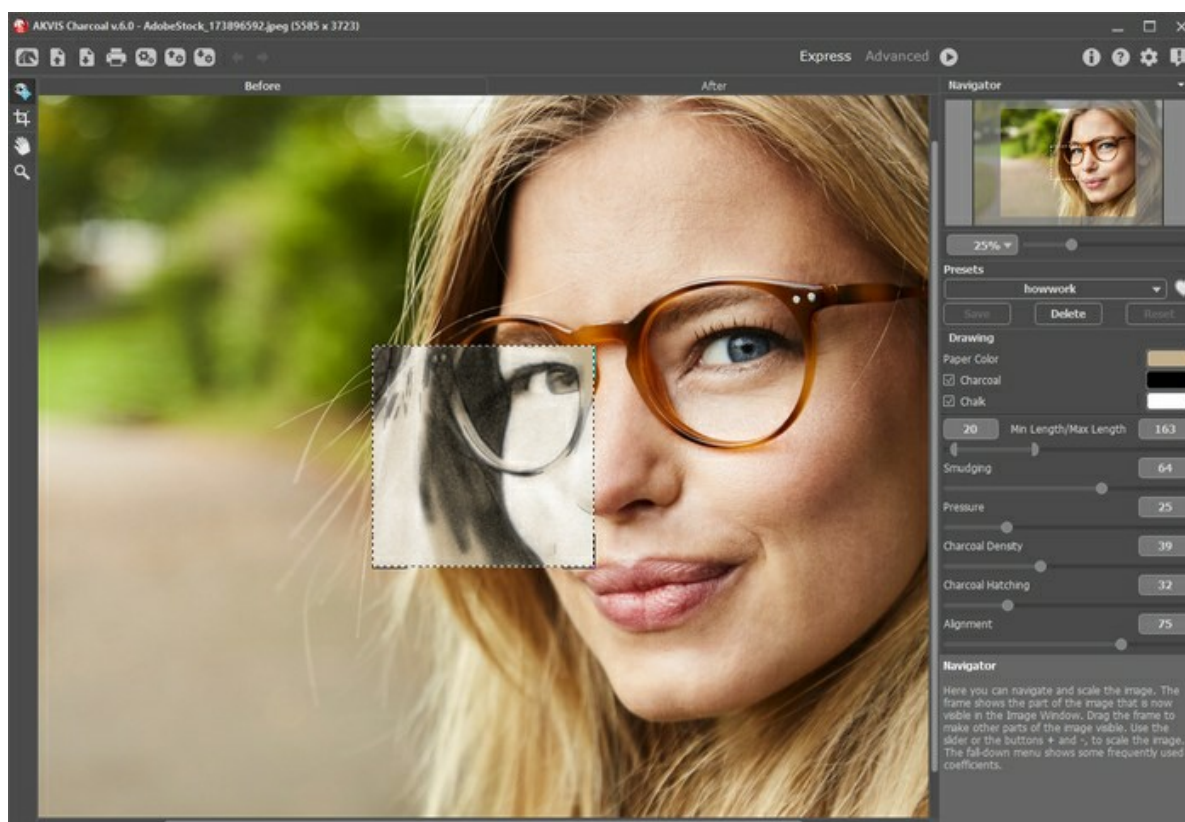 AKVIS Charcoal v.6.0 - AdobeStock_173896592.jpeg (5585 x 3723)
Express Advanced
Before After
Navigator
25%
Presets
howwork
Save Delete Reset
Drawing
Paper Color
Charcoal
Chalk
20 Min Length/Max Length 163
Smudging 64
Pressure 25
Charcoal Density 39
Charcoal Hatching 32
Alignment 75
Navigator
Here you can navigate and scale the image. The
frame shows the part of the image that is now
visible in the Image Window. Drag the frame to
make other parts of the image visible. Use the
slider or the buttons + and -, to scale the image.
The fall-down menu shows some frequently used
coefficients.